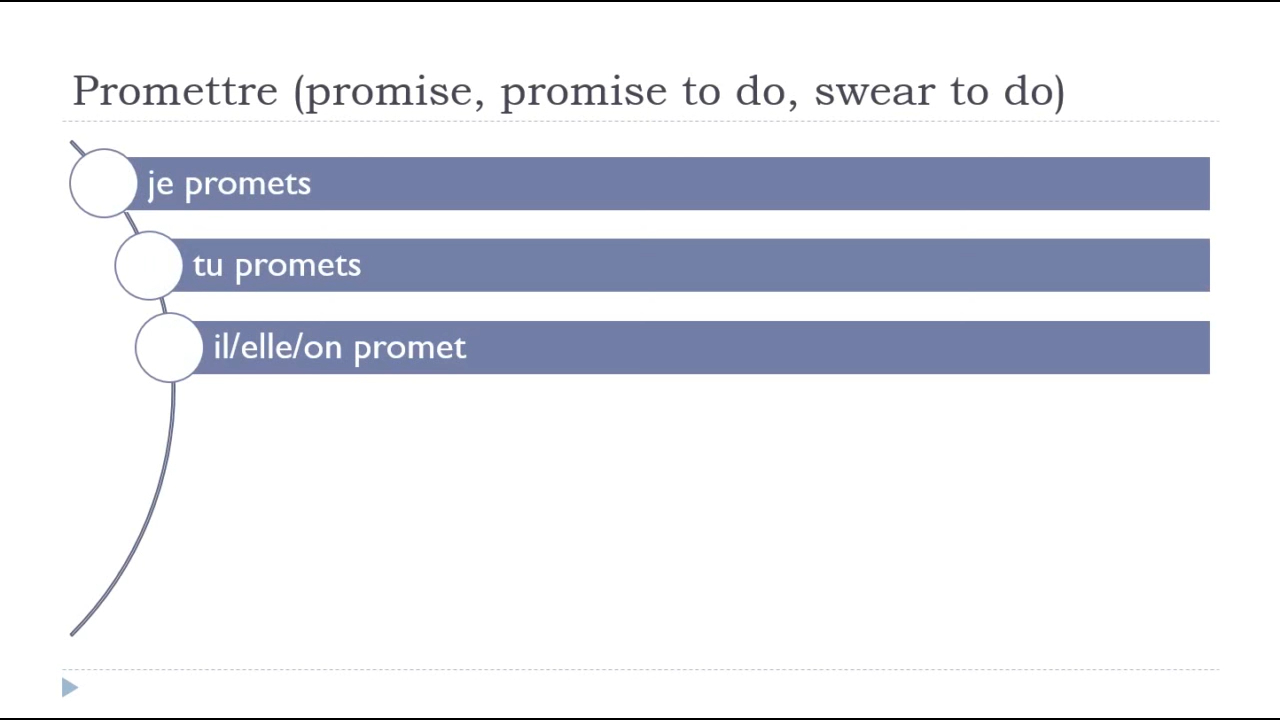 Promettre (promise, promise to do, swear to do)
je promets
tu promets
il/elle/on promet